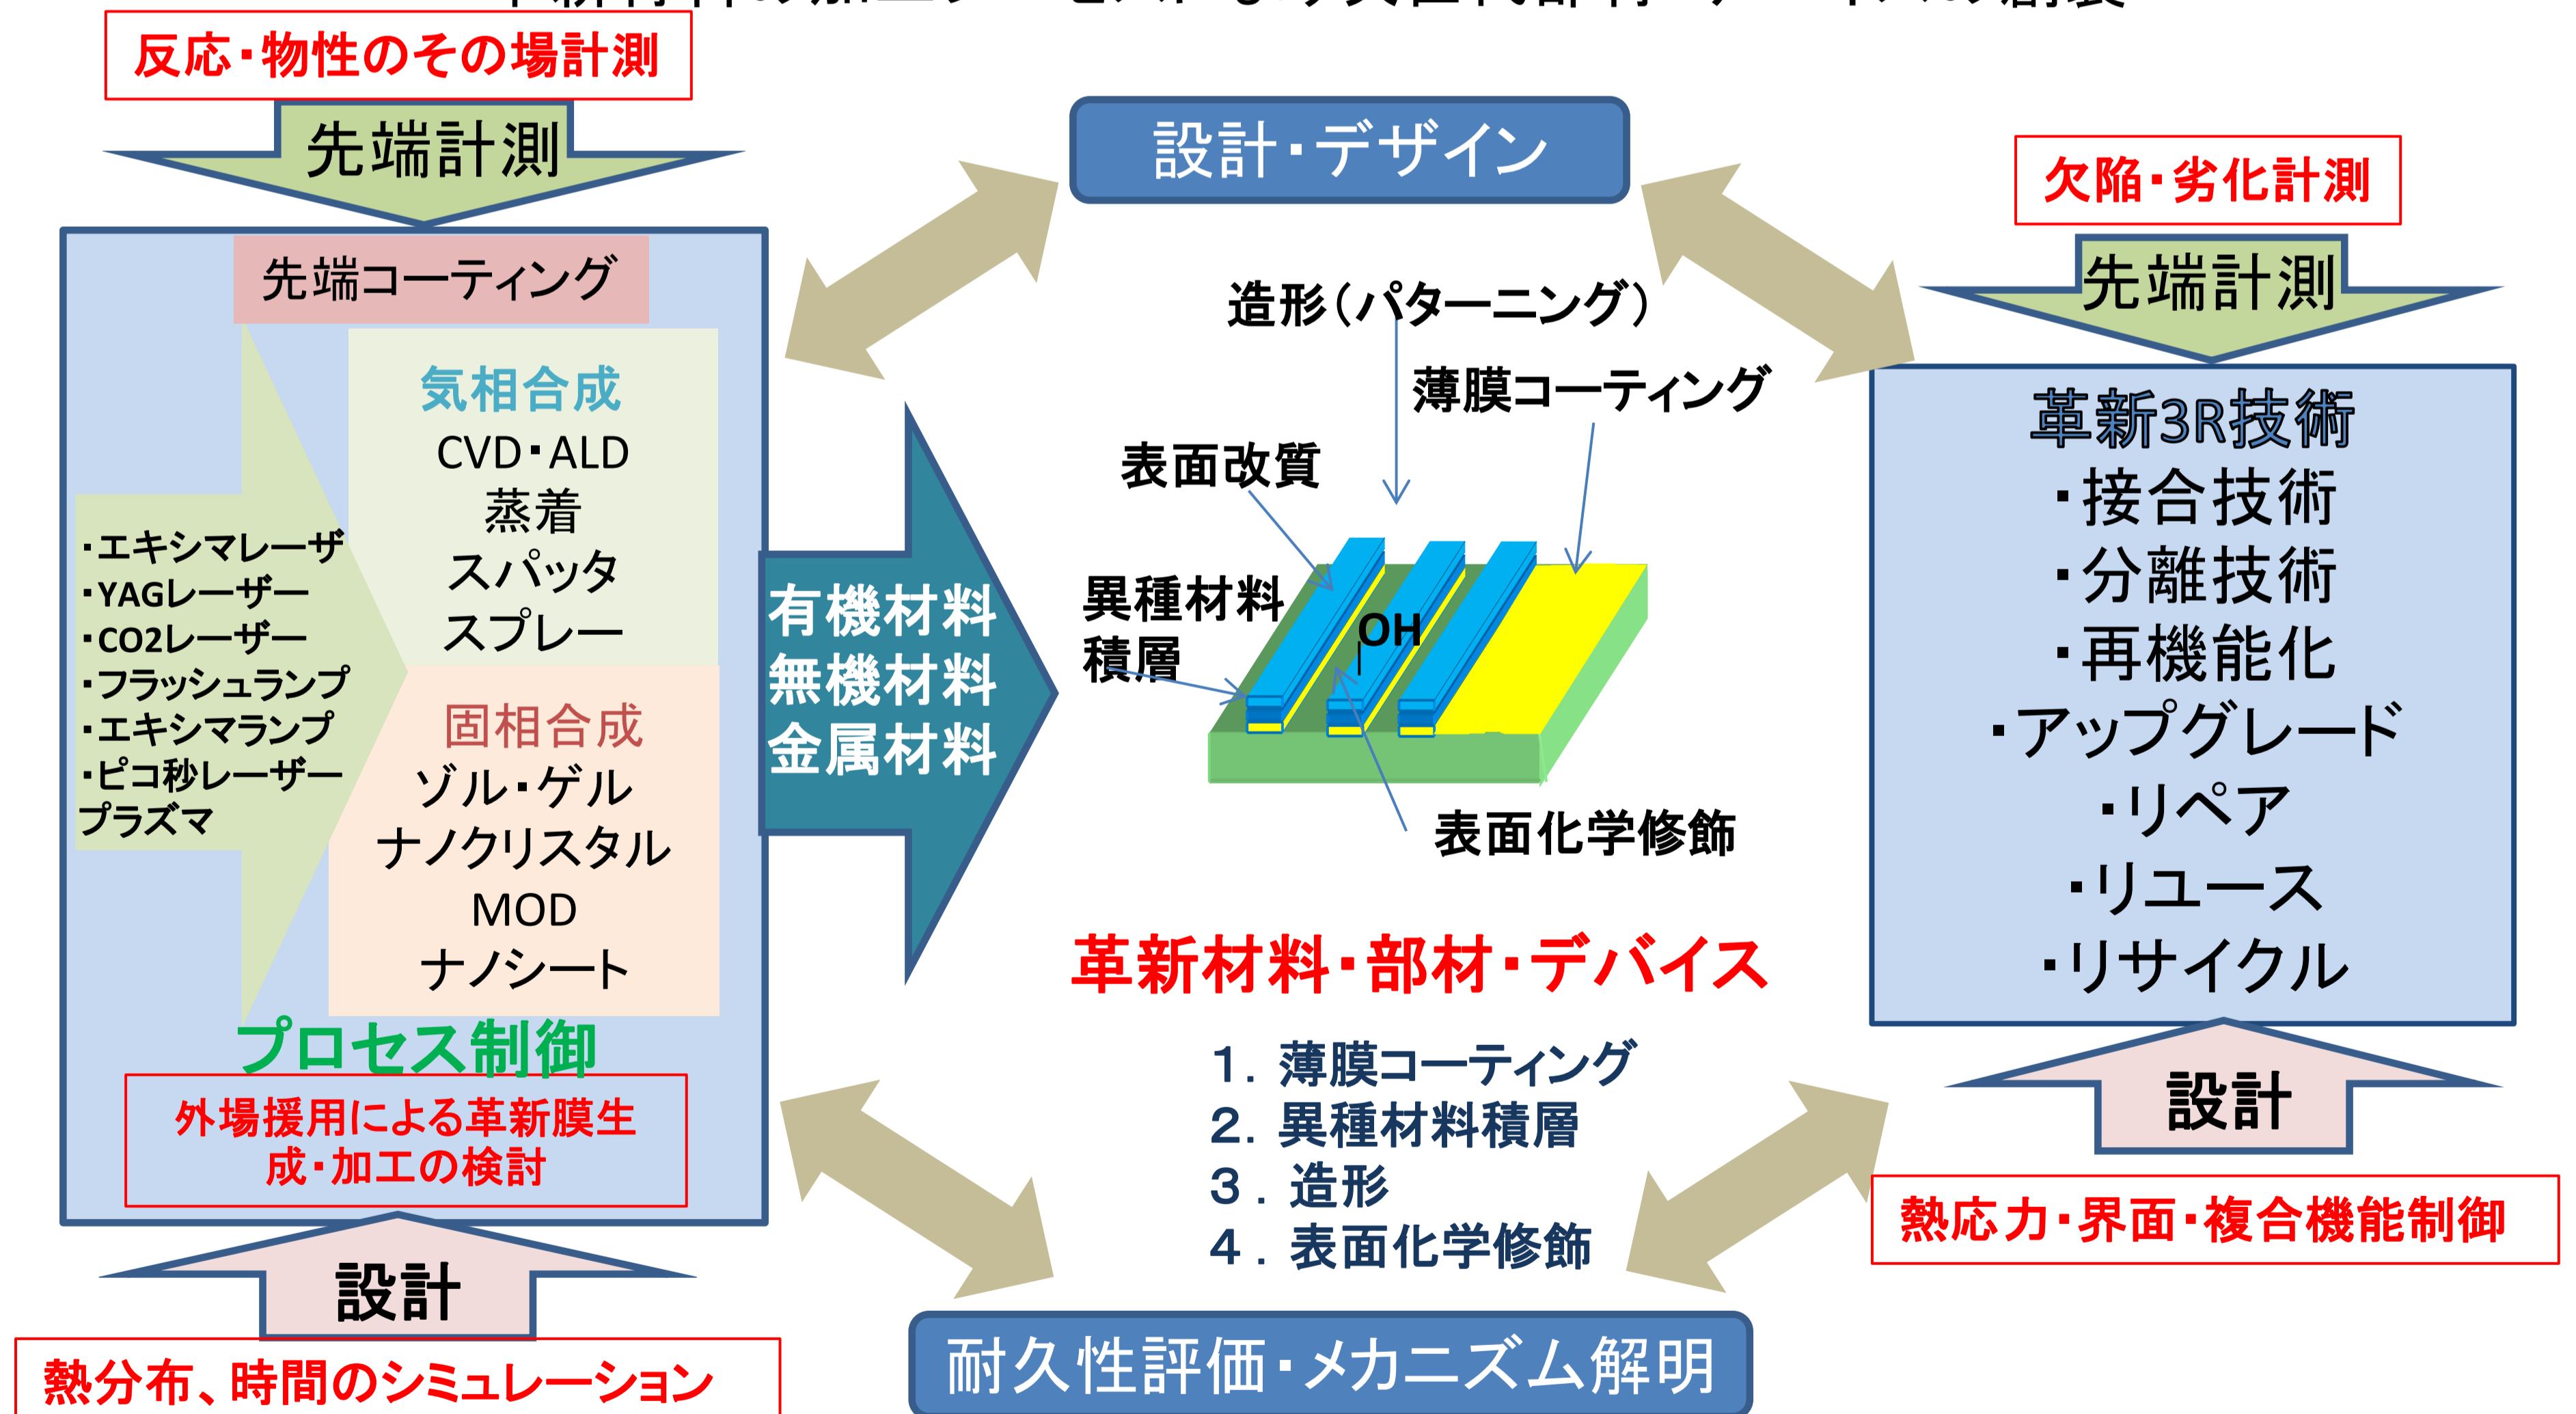 反応・物性のその場計測
先端計測
先端コーティング
気相合成
CVD・ALD
蒸着
スパッタ
スプレー
・エキシマレーザ
・YAGレーザー
・CO2レーザー
・フラッシュランプ
・エキシマランプ
・ピコ秒レーザー
プラズマ
固相合成
ゾル・ゲル
ナノクリスタル
MOD
ナノシート
プロセス制御
外場援用による革新膜生
成・加工の検討
設計
熱分布、時間のシミュレーション
有機材料
無機材料
金属材料
設計・デザイン
造形（パターニング）
薄膜コーティング
表面改質
異種材料
積層
OH
表面化学修飾
革新材料・部材・デバイス
1. 薄膜コーティング
2. 異種材料積層
3. 造形
4. 表面化学修飾
耐久性評価・メカニズム解明
欠陥・劣化計測
先端計測
革新3R技術
・接合技術
・分離技術
・再機能化
・アップグレード
・リペア
・リユース
・リサイクル
設計
熱応力・界面・複合機能制御